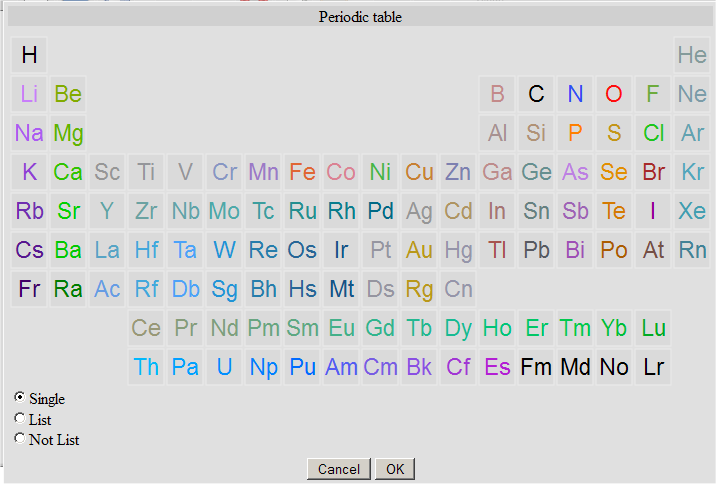 Periodic table
H He
Li Be B C N O F Ne
Na Mg Al Si P S Cl Ar
K Ca Sc Ti V Cr Mn Fe Co Ni Cu Zn Ga Ge As Se Br Kr
Rb Sr Y Zr Nb Mo Tc Ru Rh Pd Ag Cd In Sn Sb Te I Xe
Cs Ba La Hf Ta W Re Os Ir Pt Au Hg Tl Pb Bi Po At Rn
Fr Ra Ac Rf Db Sg Bh Hs Mt Ds Rg Cn
Ce Pr Nd Pm Sm Eu Gd Tb Dy Ho Er Tm Yb Lu
Th Pa U Np Pu Am Cm Bk Cf Es Fm Md No Lr
Single
List
Not List
Cancel OK